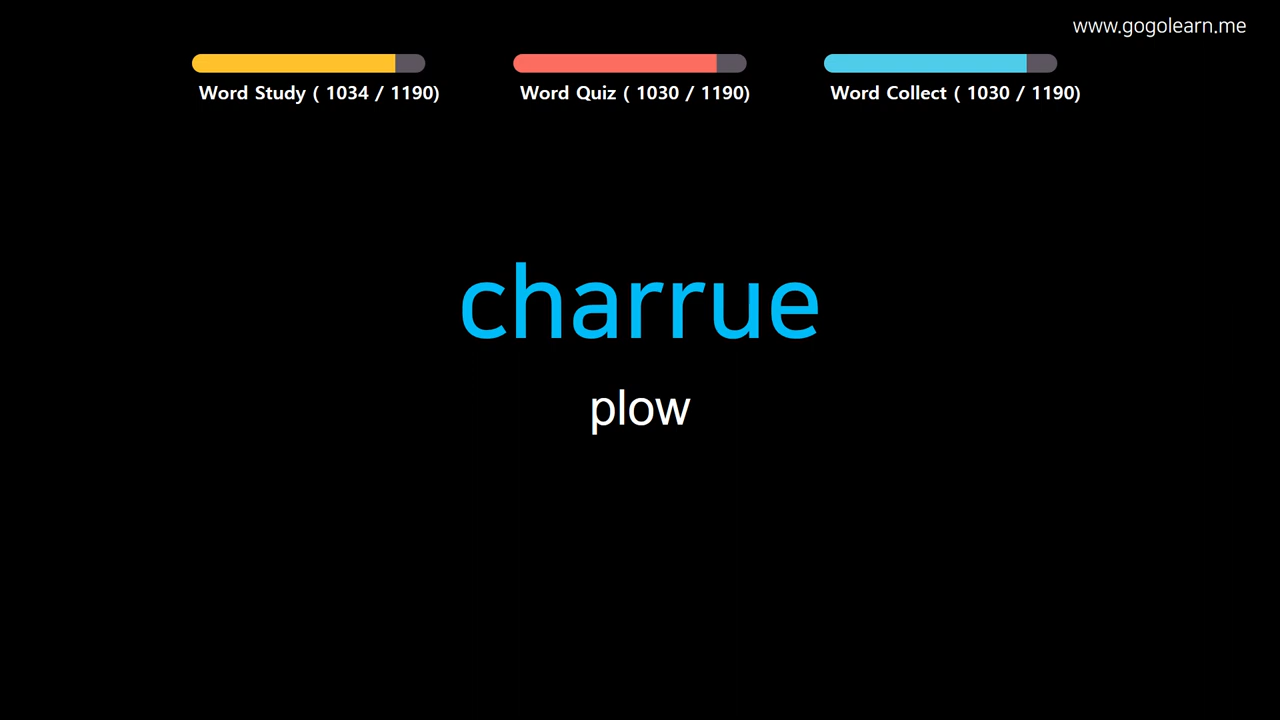 www.gogolearn.me
Word Study ( 1034 / 1190)
Word Quiz ( 1030 / 1190)
Word Collect ( 1030 / 1190)
charrue
plow